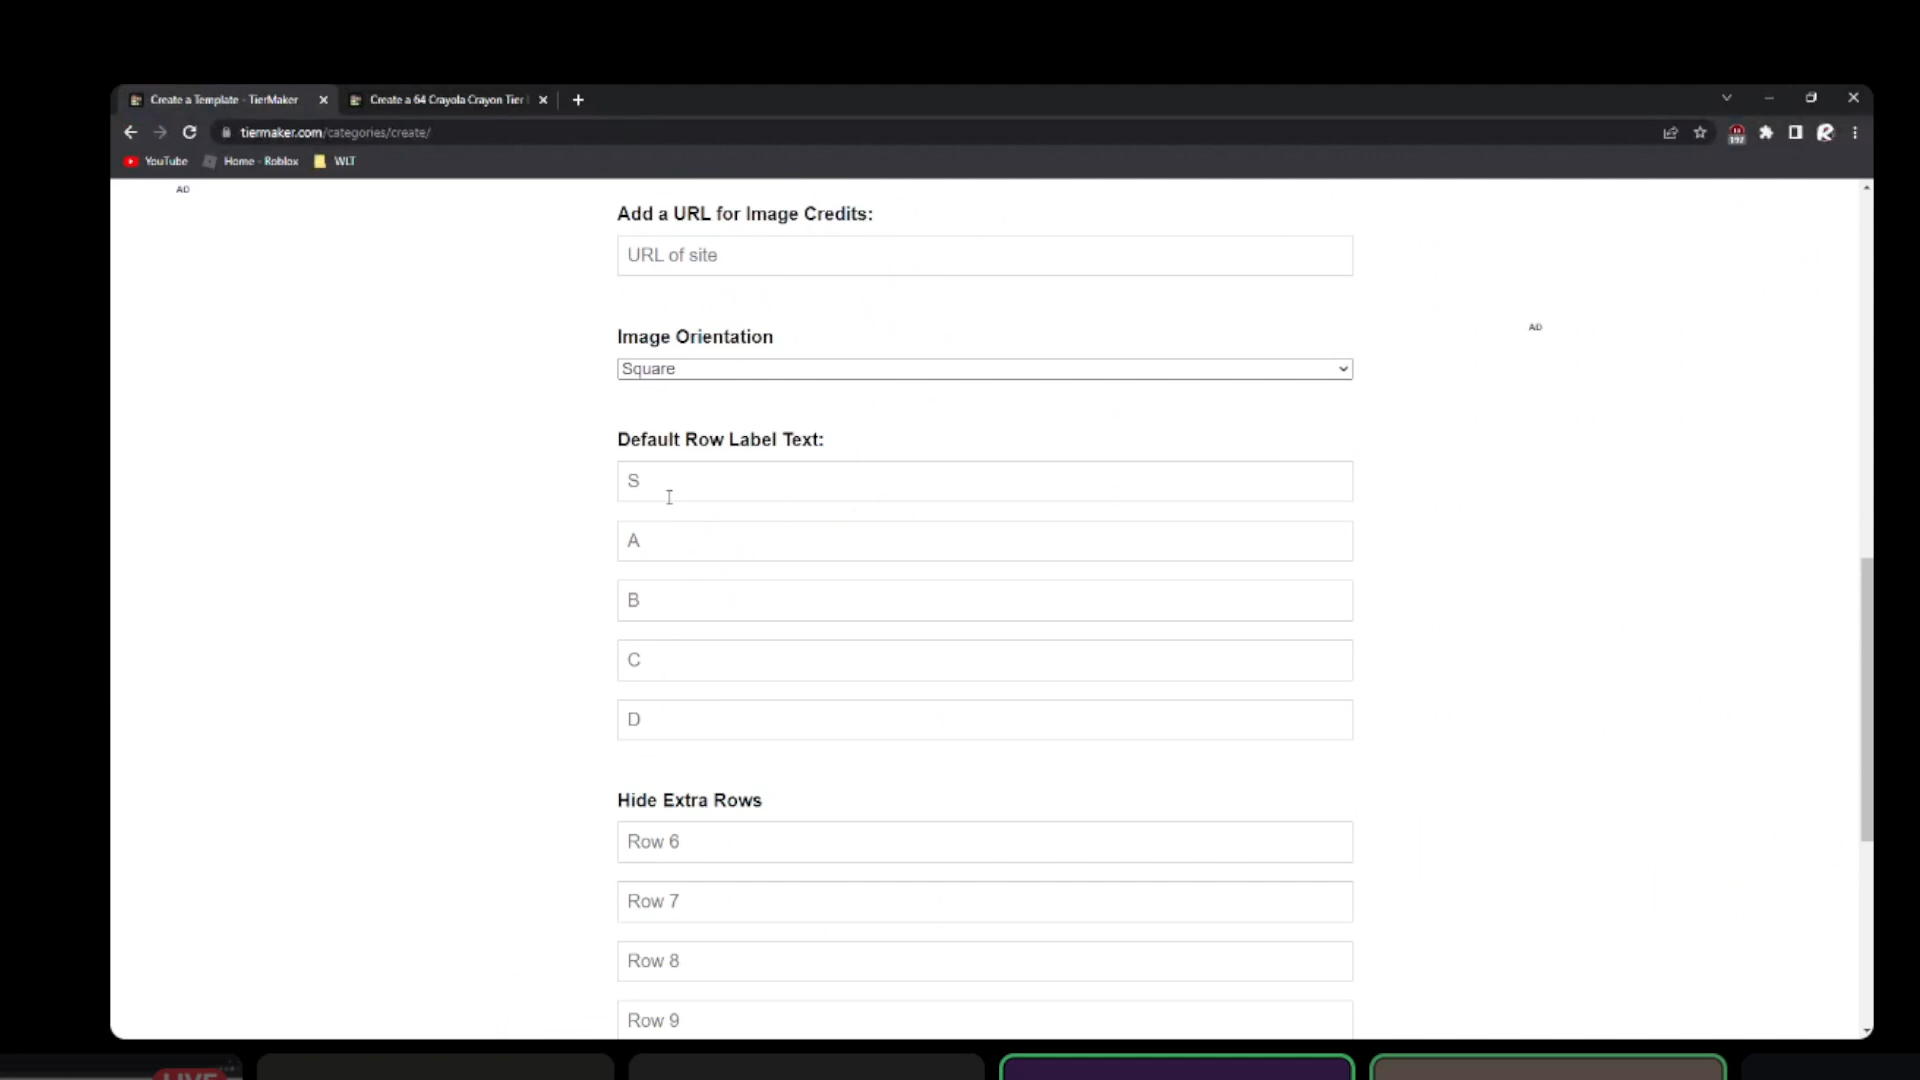 Create a Template - TierMaker
Create a 64 Crayola Crayon Tier
tiermaker.com/categories/create/
197
YouTube
Home - Roblox
WLT
AD
Add a URL for Image Credits:
URL of site
Image Orientation
AD
Square
Default Row Label Text:
S
A
B
C
D
Hide Extra Rows
Row 6
Row 7
Row 8
Row 9
LIVE